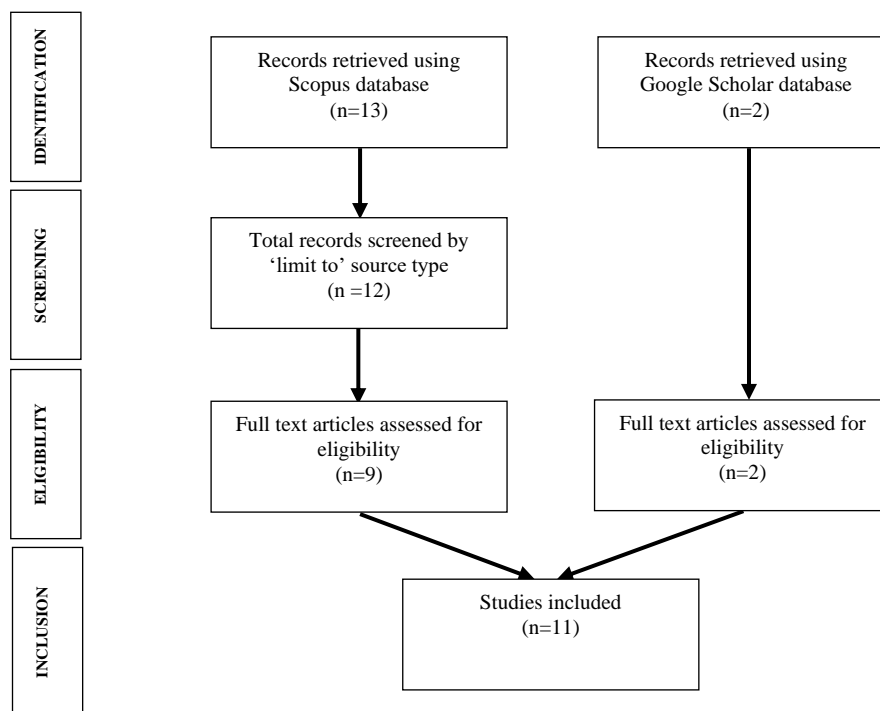 IDENTIFICATION
Records retrieved using
Scopus database
(n=13)
Records retrieved using
Google Scholar database
(n=2)
SCREENING
Total records screened by
‘limit to’ source type
(n =12)
ELIGIBILITY
Full text articles assessed for
eligibility
(n=9)
Full text articles assessed for
eligibility
(n=2)
INCLUSION
Studies included
(n=11)